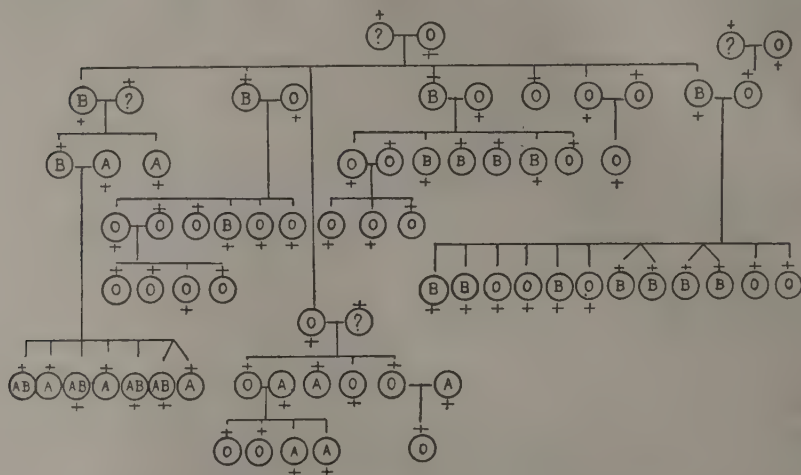 ? O ? O
B ? B O B O O O O B O
B A A O O B B B B O O
O O O B O O O O O
O O O O B B O O B O B B B B O O
O ?
AB A AB A AB AB A O A A O O A
O O A A O